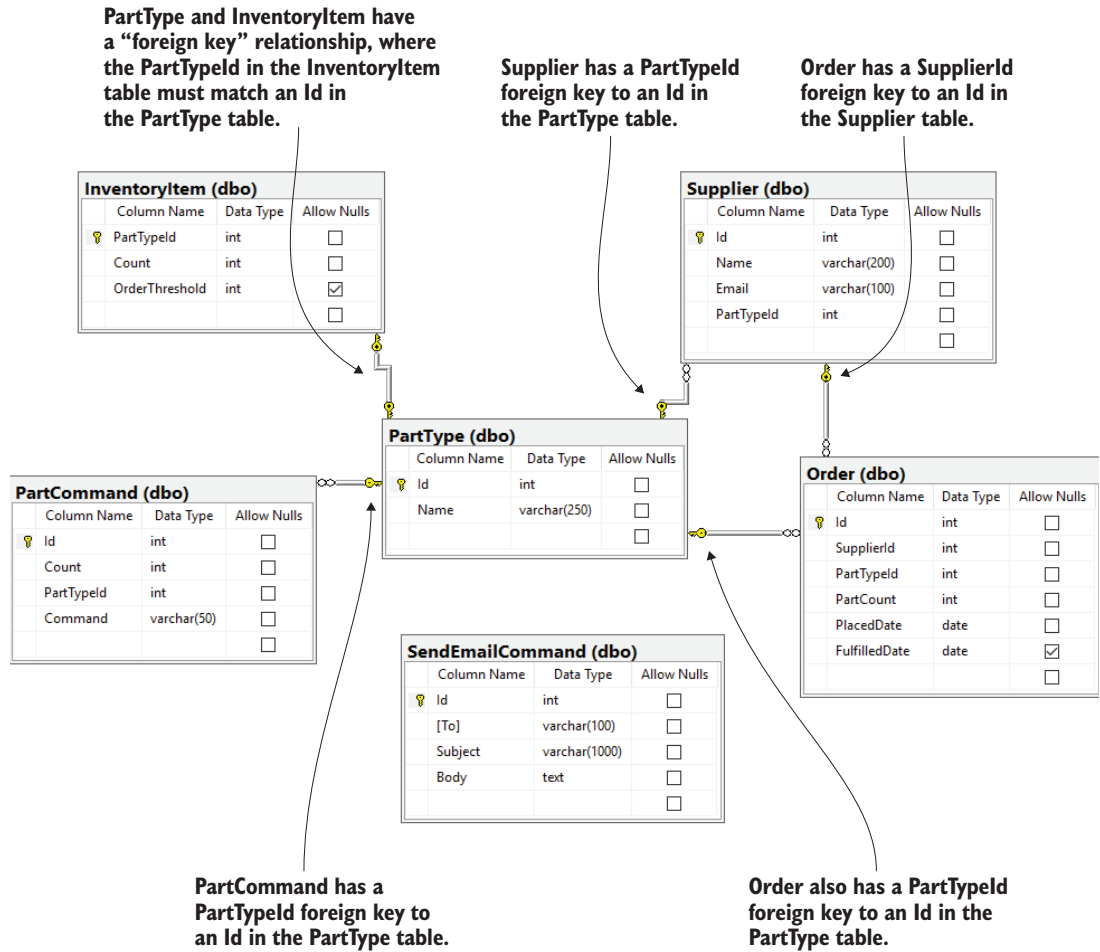 PartType and InventoryItem have
a “foreign key” relationship, where
the PartTypeId in the InventoryItem
table must match an Id in
the PartType table.
Supplier has a PartTypeId
foreign key to an Id in
the PartType table.
Order has a SupplierId
foreign key to an Id in
the Supplier table.
InventoryItem (dbo)
Column Name Data Type Allow Nulls
PartTypeId int
Count int
OrderThreshold int
Supplier (dbo)
Column Name Data Type Allow Nulls
Id int
Name varchar(200)
Email varchar(100)
PartTypeId int
PartType (dbo)
Column Name Data Type Allow Nulls
Id int
Name varchar(250)
PartCommand (dbo)
Column Name Data Type Allow Nulls
Id int
Count int
PartTypeId int
Command varchar(50)
Order (dbo)
Column Name Data Type Allow Nulls
Id int
SupplierId int
PartTypeId int
PartCount int
PlacedDate date
FulfilledDate date
SendEmailCommand (dbo)
Column Name Data Type Allow Nulls
Id int
[To] varchar(100)
Subject varchar(1000)
Body text
PartCommand has a
PartTypeId foreign key to
an Id in the PartType table.
Order also has a PartTypeId
foreign key to an Id in the
PartType table.